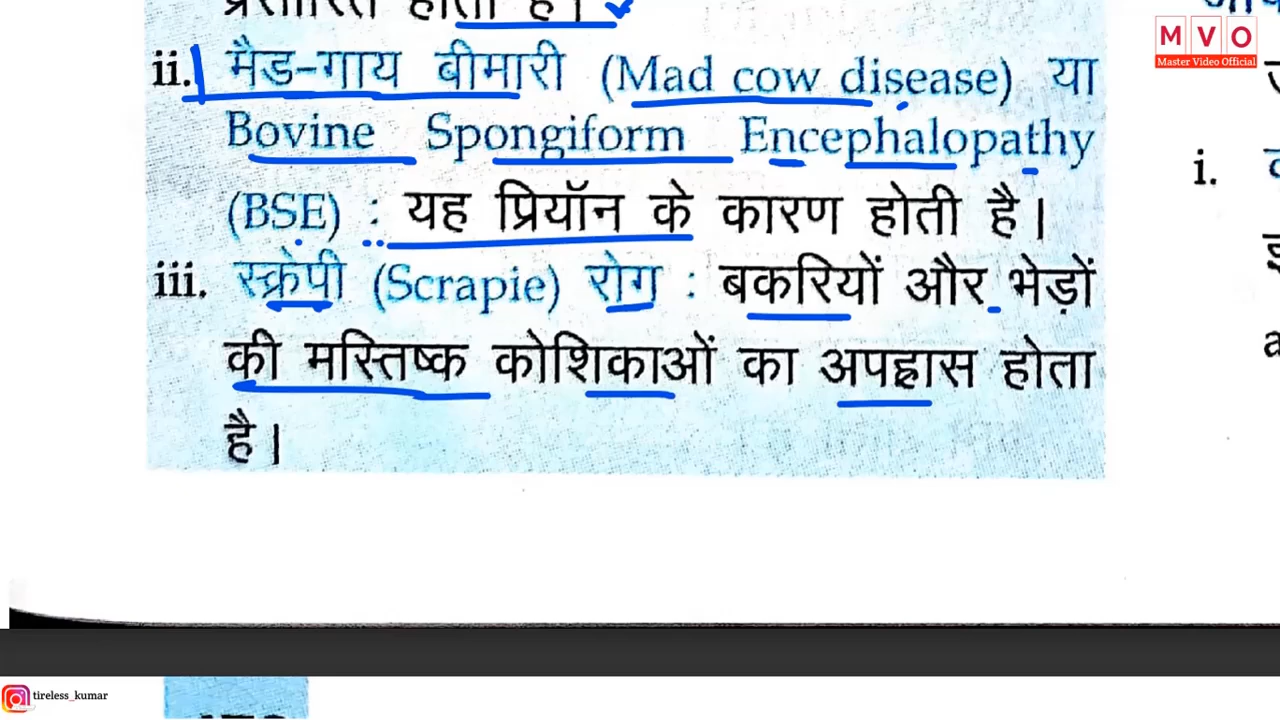 होता है।
ii. मैड-गाय बीमारी (Mad cow disease) या
Bovine Spongiform Encephalopathy
(BSE) : यह प्रियॉन के कारण होती है।
iii. स्क्रेपी (Scrapie) रोग : बकरियों और भेड़ों
की मस्तिष्क कोशिकाओं का अपह्रास होता
है।
i.
MVO
Master Video Official
tireless_kumar